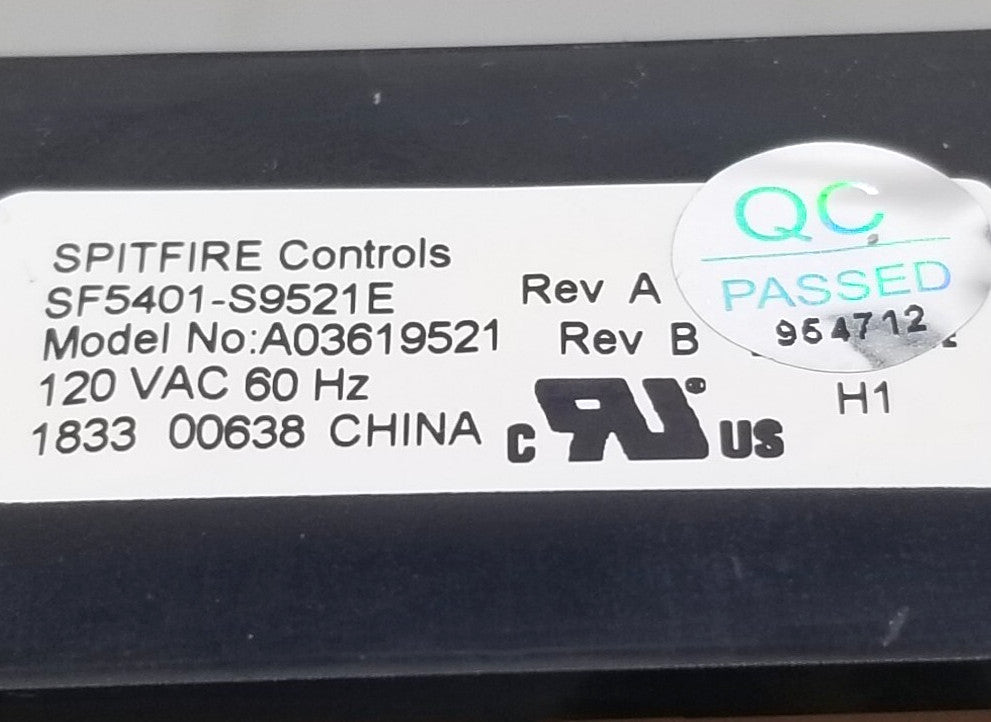 SPITFIRE Controls
SF5401-S9521E Rev A
Model No:A03619521 Rev B
120 VAC 60 Hz
1833 00638 CHINA
c RU ® US
H1
QC
PASSED
954712